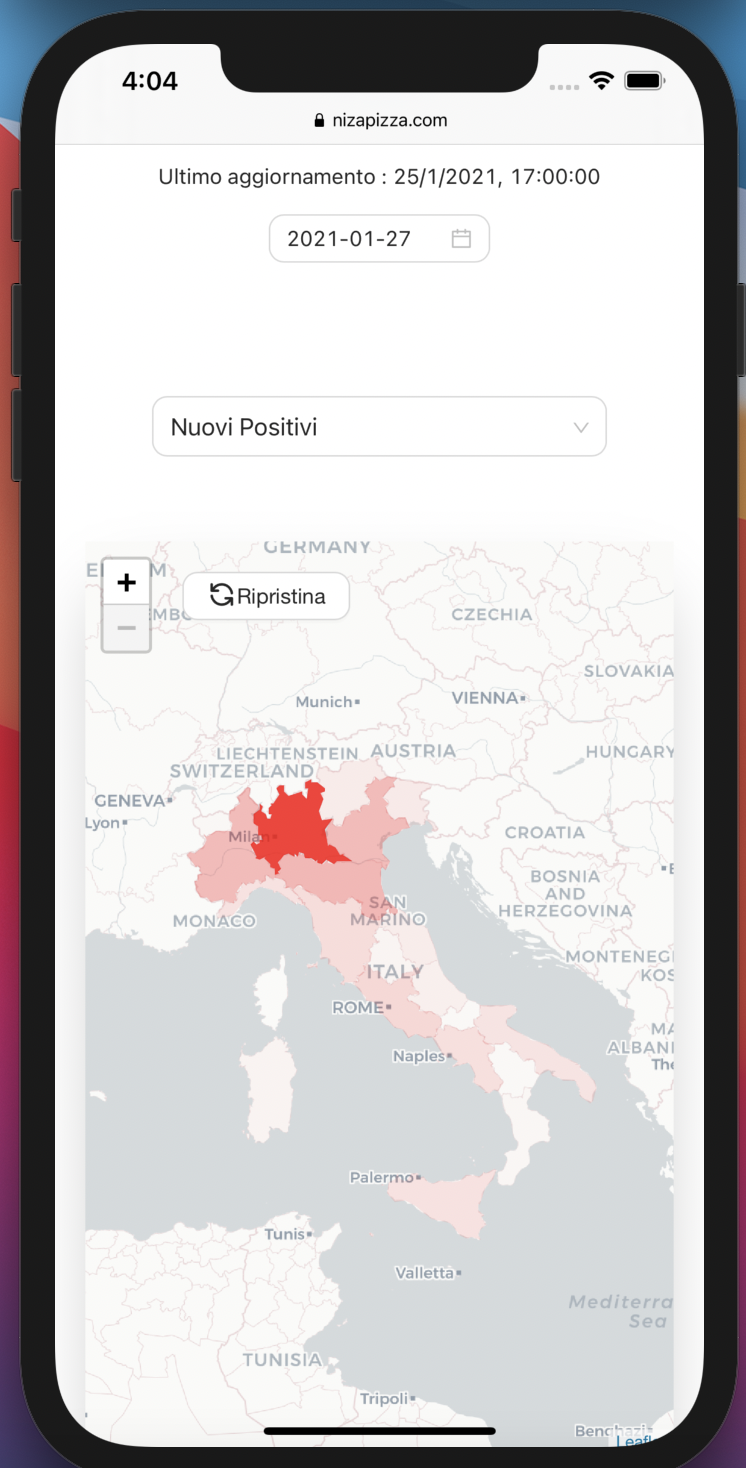 4:04
nizapizza.com
Ultimo aggiornamento : 25/1/2021, 17:00:00
2021-01-27
Nuovi Positivi
GERMANY
+
Ripristina
−
CZECHIA
SLOVAKIA
Munich
VIENNA
LIECHTENSTEIN
AUSTRIA
HUNGARY
SWITZERLAND
GENEVA
Lyon
Milan
CROATIA
BOSNIA
AND
HERZEGOVINA
SAN
MARINO
MONACO
MONTENEG
KOS
ITALY
ROME
MA
ALBAN
The
Naples
Palermo
Tunis
Valletta
Mediterra
Sea
TUNISIA
Tripoli
Benghazi
Leafl